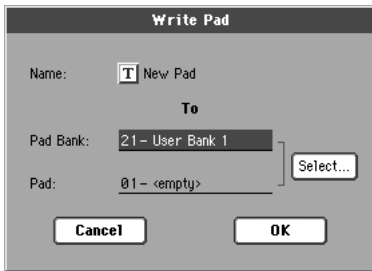 Write Pad
Name: T New Pad
To
Pad Bank: 21- User Bank 1
Select...
Pad: 01- <empty>
Cancel OK